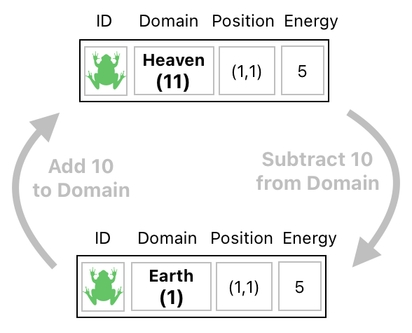 ID Domain Position Energy
Heaven
(11) (1,1) 5
Add 10
to Domain
Subtract 10
from Domain
ID Domain Position Energy
Earth
(1) (1,1) 5